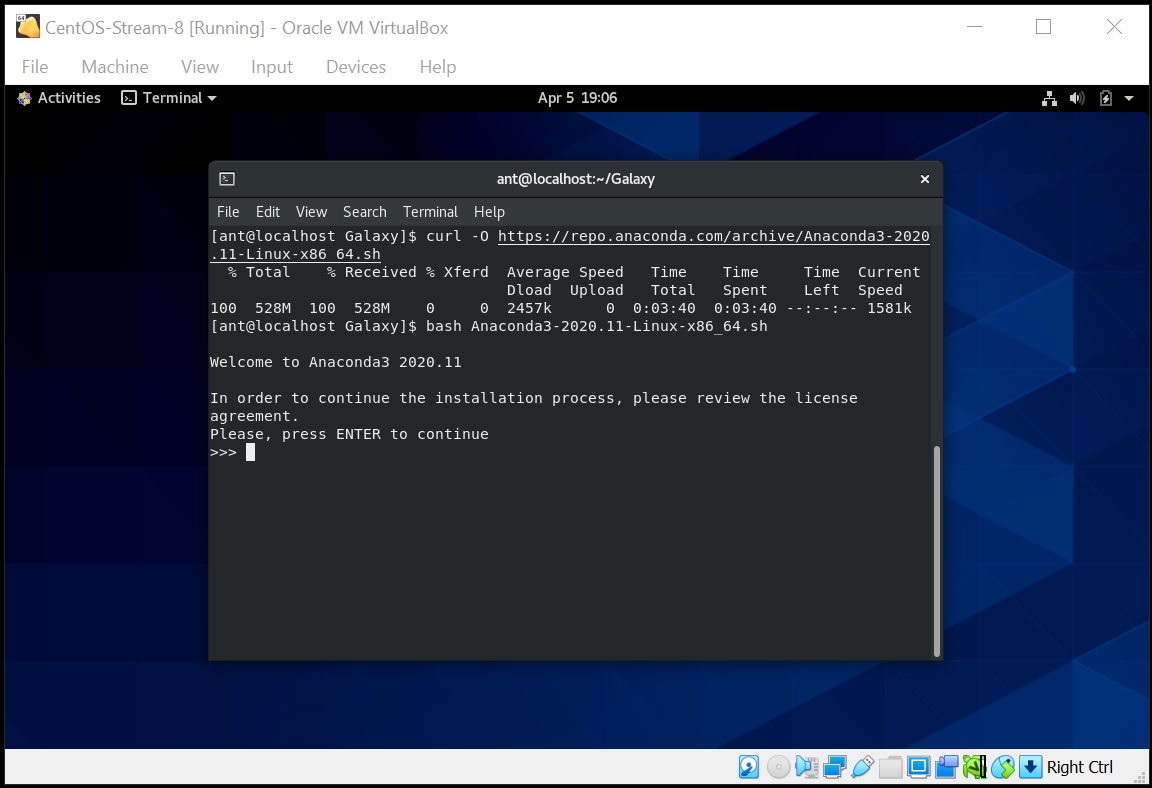 CentOS-Stream-8 [Running] - Oracle VM VirtualBox
File Machine View Input Devices Help
Activities Terminal Apr 5 19:06
ant@localhost:~/Galaxy
File Edit View Search Terminal Help
[ant@localhost Galaxy]$ curl -O https://repo.anaconda.com/archive/Anaconda3-2020
.11-Linux-x86_64.sh
% Total % Received % Xferd Average Speed Time Time Time Current
Dload Upload Total Spent Left Speed
100 528M 100 528M 0 0 2457k 0 0:03:40 0:03:40 --:--:-- 1581k
[ant@localhost Galaxy]$ bash Anaconda3-2020.11-Linux-x86_64.sh
Welcome to Anaconda3 2020.11
In order to continue the installation process, please review the license
agreement.
Please, press ENTER to continue
>>>
Right Ctrl